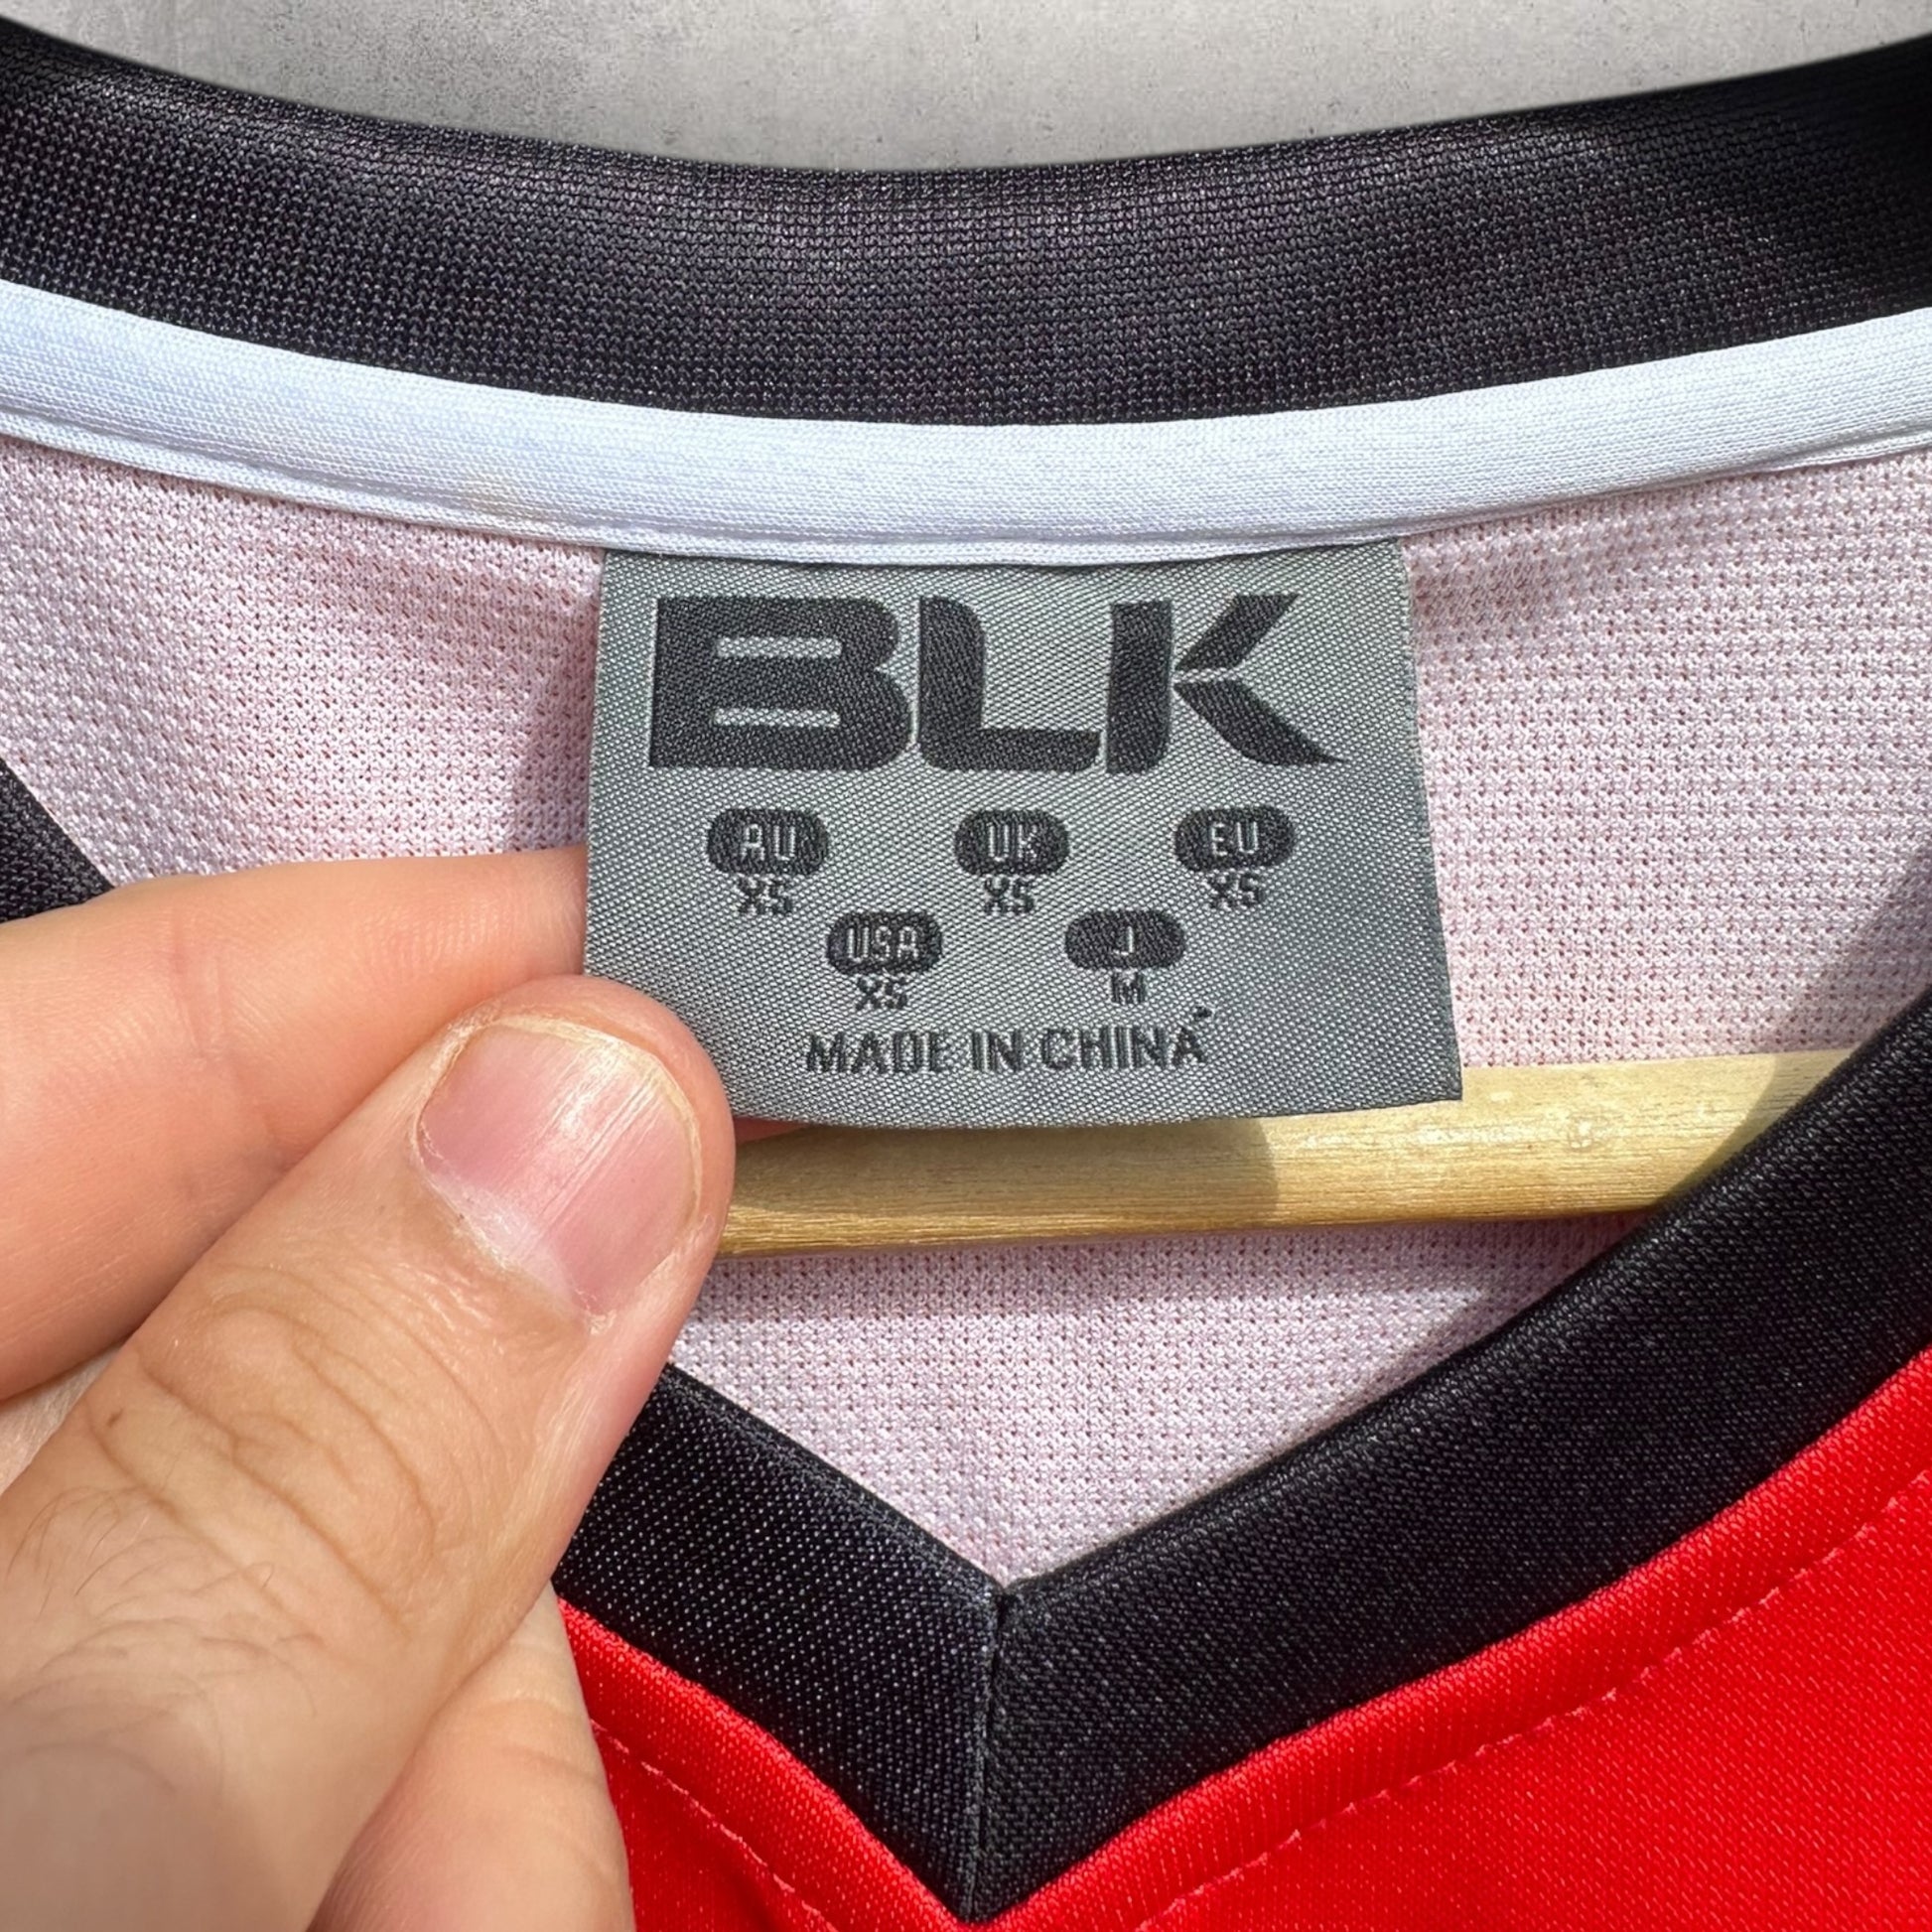 BLK
AU UK EU
XS XS XS
USA J
XS M
MADE IN CHINA